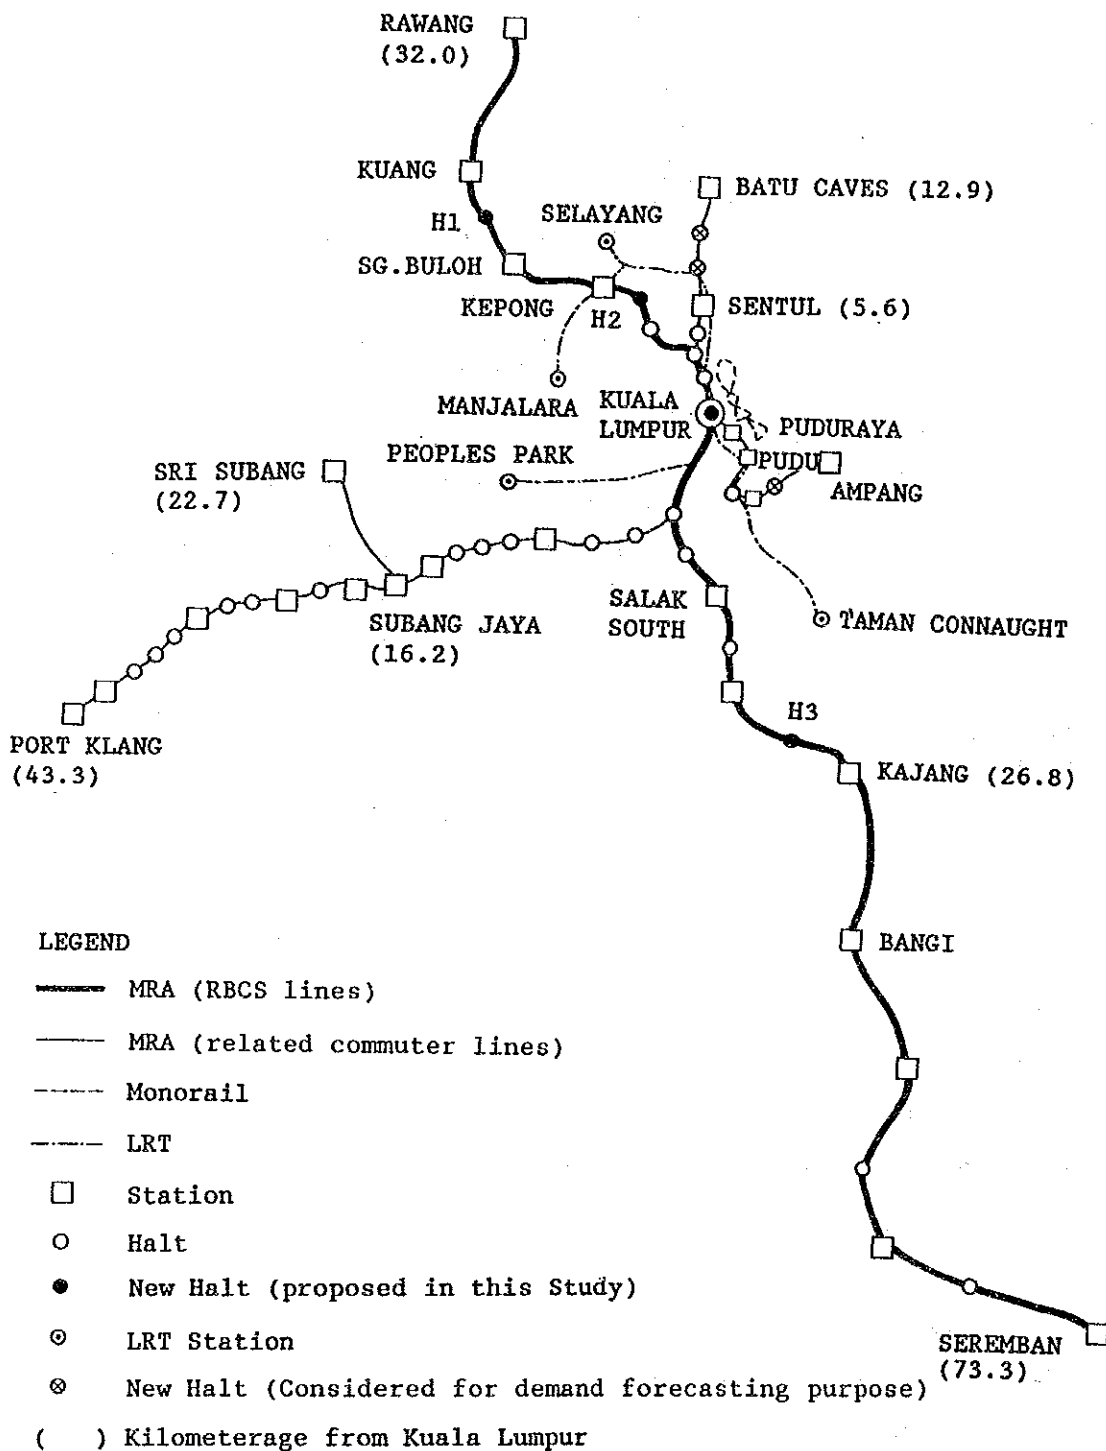 RAWANG
(32.0)
KUANG
BATU CAVES (12.9)
SELAYANG
H1
SG.BULOH
KEPONG
H2
SENTUL (5.6)
MANJALARA
KUALA
LUMPUR
PUDURAYA
PEOPLES PARK
PUDU
SRI SUBANG
(22.7)
AMPANG
SALAK
SOUTH
TAMAN CONNAUGHT
SUBANG JAYA
(16.2)
H3
PORT KLANG
(43.3)
KAJANG (26.8)
BANGI
SEREMBAN
(73.3)
LEGEND
MRA (RBCS lines)
MRA (related commuter lines)
Monorail
LRT
Station
Halt
New Halt (proposed in this Study)
LRT Station
New Halt (Considered for demand forecasting purpose)
( ) Kilometerage from Kuala Lumpur